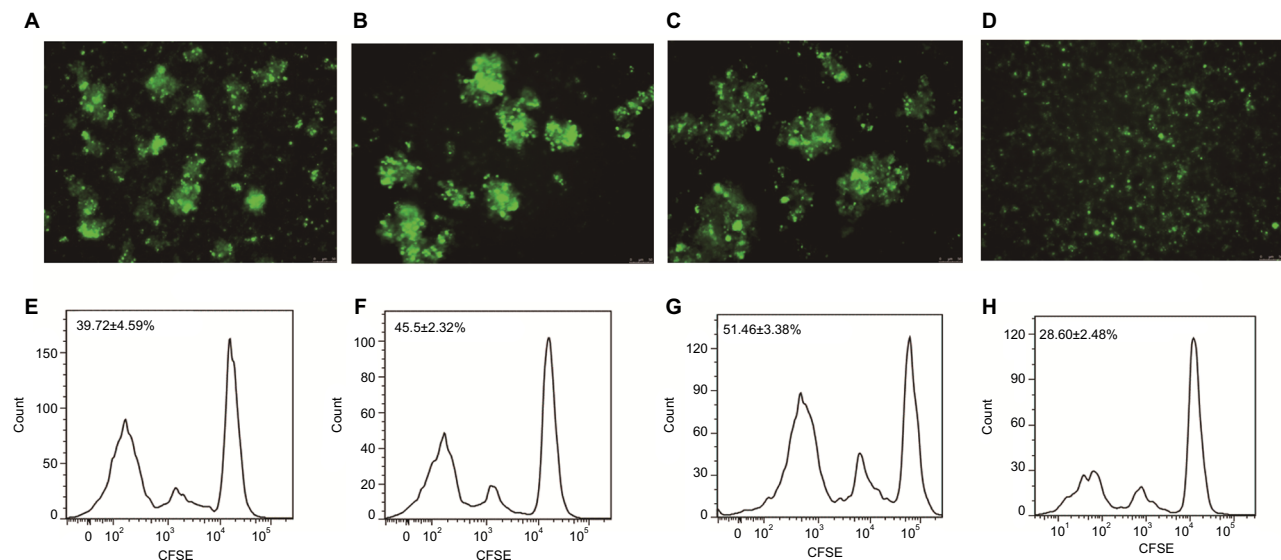 A B C D
E F G H
39.72±4.59%
150
100
50
0
Count
0 10² 10³ 10⁴ 10⁵
CFSE
45.5±2.32%
100
80
60
40
20
0
Count
0 10² 10³ 10⁴ 10⁵
CFSE
51.46±3.38%
120
90
60
30
0
Count
0 10² 10³ 10⁴ 10⁵
CFSE
28.60±2.48%
120
90
60
30
0
Count
10¹ 10² 10³ 10⁴ 10⁵
CFSE